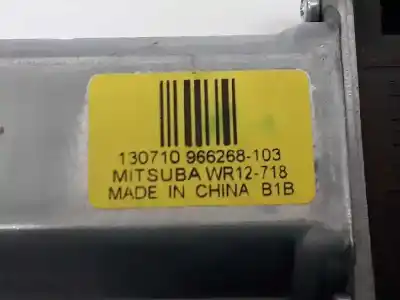 130710 966268-103
MITSUBA WR12-718
MADE IN CHINA B1B